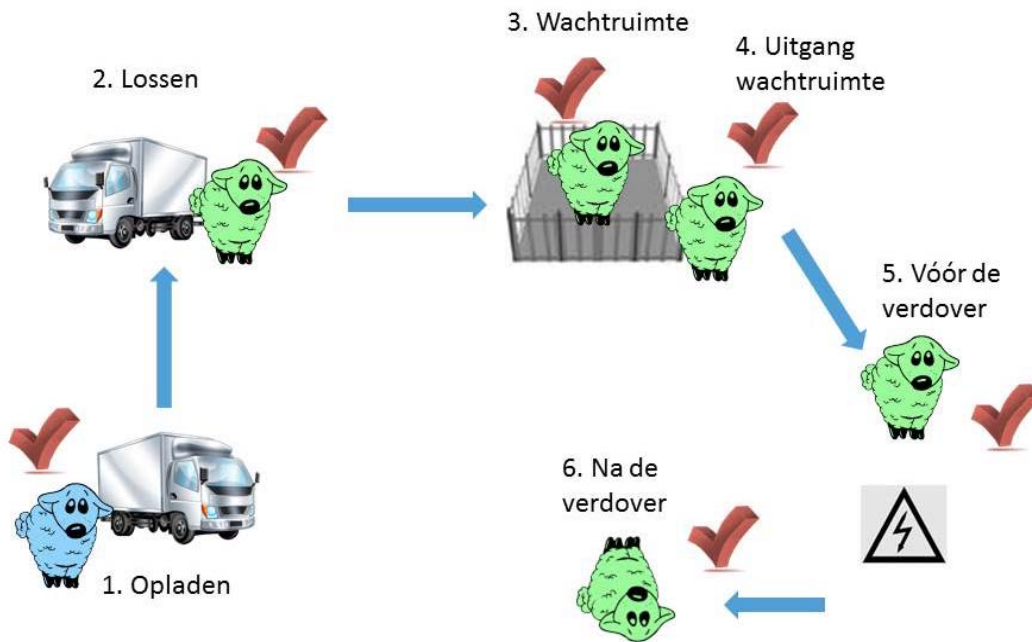 1. Opladen
2. Lossen
3. Wachtruimte
4. Uitgang
wachtruimte
5. Vóór de
verdover
6. Na de
verdover